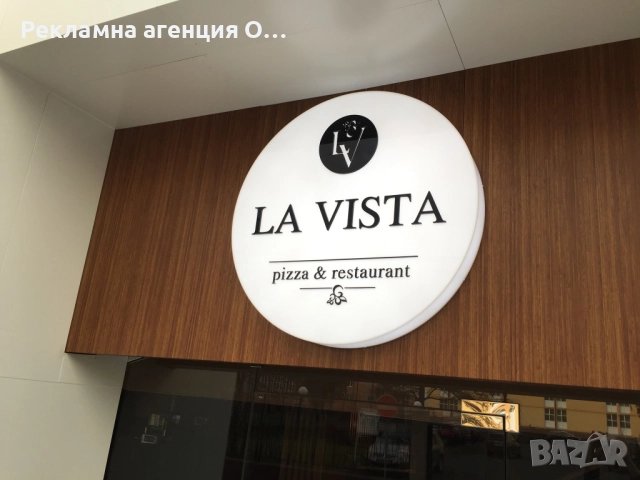 Рекламна агенция О...
LV
LA VISTA
pizza & restaurant
BAZAR